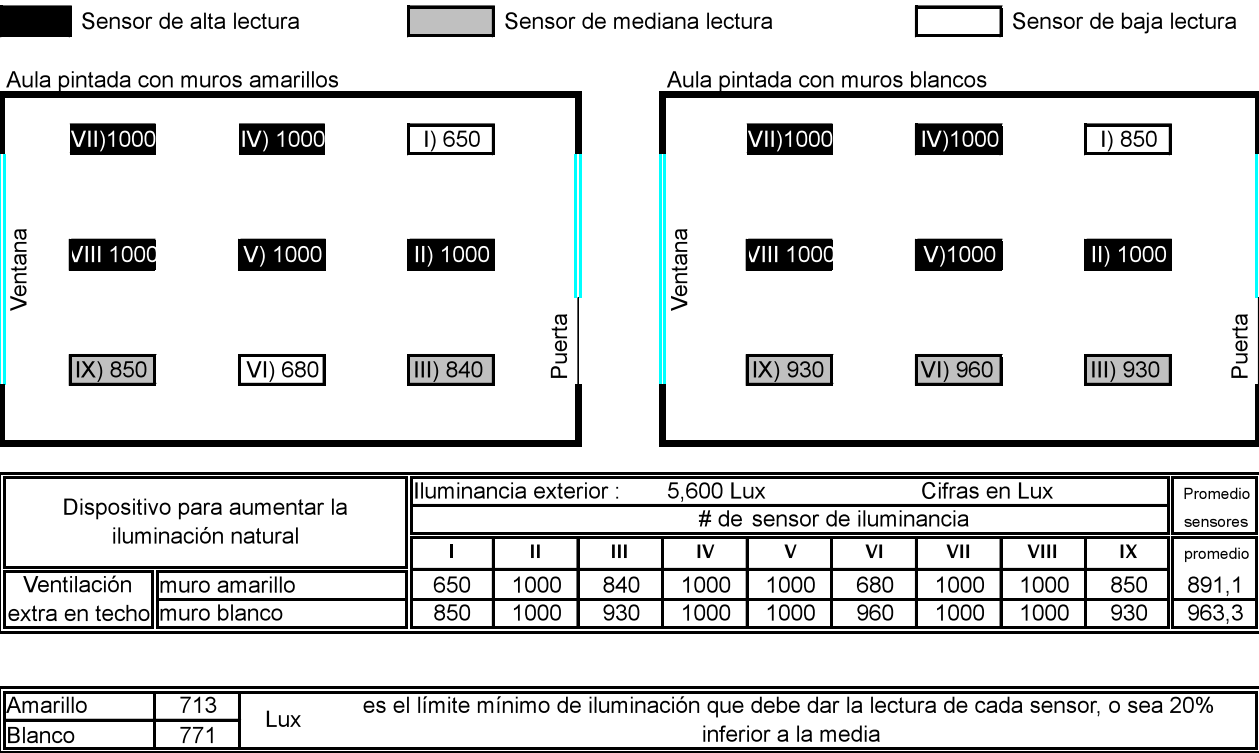 Sensor de alta lectura Sensor de mediana lectura Sensor de baja lectura
Aula pintada con muros amarillos Aula pintada con muros blancos
VII)1000 IV) 1000 I) 650 VII)1000 IV)1000 I) 850
Ventana VIII 1000 V) 1000 II) 1000 Ventana VIII 1000 V)1000 II) 1000
IX) 850 VI) 680 III) 840 Puerta IX) 930 VI) 960 III) 930 Puerta
Dispositivo para aumentar la
iluminación natural
Iluminancia exterior : 5,600 Lux Cifras en Lux Promedio
# de sensor de iluminancia sensores
I II III IV V VI VII VIII IX promedio
Ventilación muro amarillo 650 1000 840 1000 1000 680 1000 1000 850 891,1
extra en techo muro blanco 850 1000 930 1000 1000 960 1000 1000 930 963,3
Amarillo 713
Blanco 771
Lux
es el límite mínimo de iluminación que debe dar la lectura de cada sensor, o sea 20%
inferior a la media